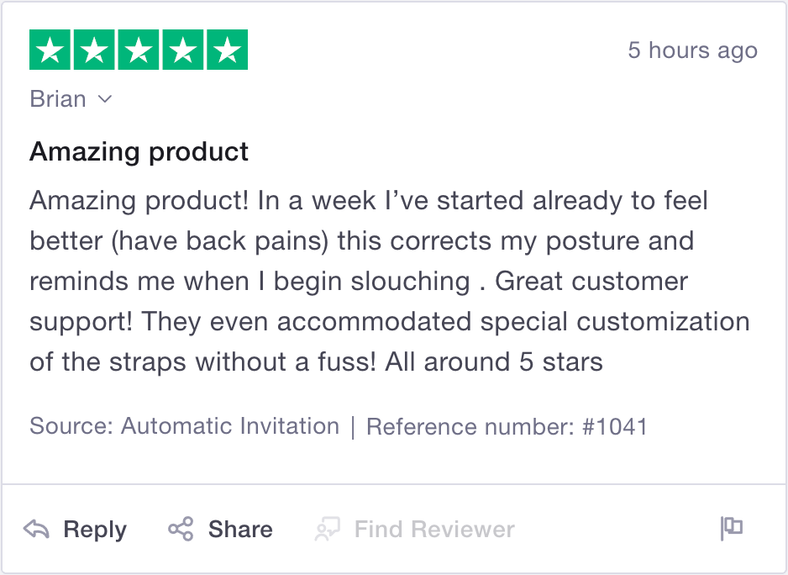 5 hours ago
Brian
Amazing product
Amazing product! In a week I’ve started already to feel
better (have back pains) this corrects my posture and
reminds me when I begin slouching . Great customer
support! They even accommodated special customization
of the straps without a fuss! All around 5 stars
Source: Automatic Invitation | Reference number: #1041
Reply Share Find Reviewer